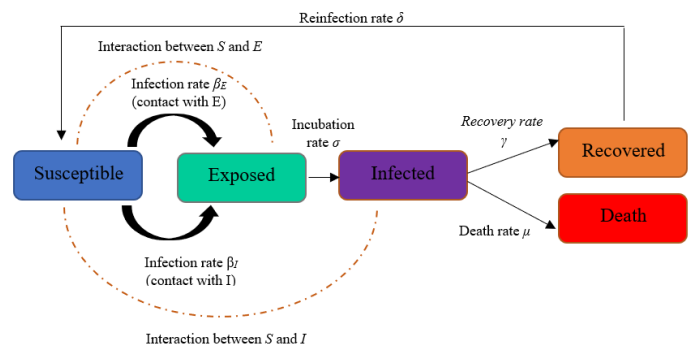 Reinfection rate δ
Interaction between S and E
Infection rate βE
(contact with E)
Incubation
rate σ
Recovery rate
γ
Susceptible
Exposed
Infected
Recovered
Death
Death rate μ
Infection rate βI
(contact with I)
Interaction between S and I